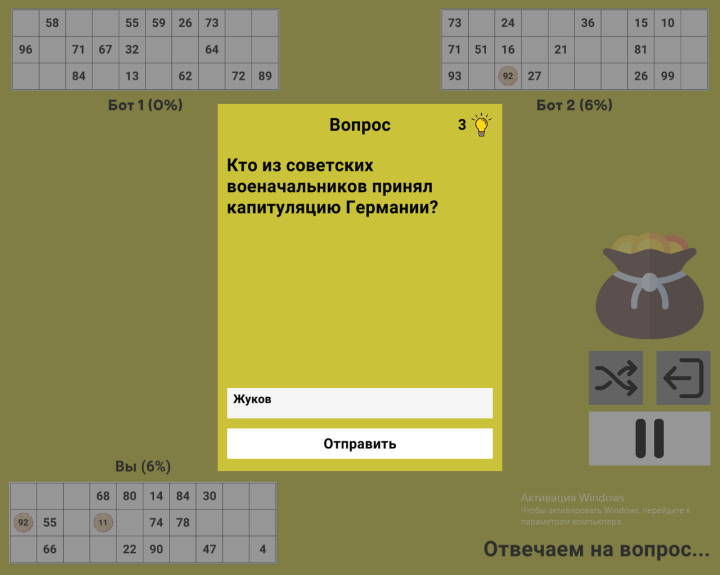 58 55 59 26 73
96 71 67 32 64
84 13 62 72 89
Бот 1 (0%)
73 24 36 15 10
71 51 16 21 81
93 92 27 26 99
Бот 2 (6%)
Вопрос 3
Кто из советских
военачальников принял
капитуляцию Германии?
Жуков
Отправить
Вы (6%)
68 80 14 84 30
92 55 11 74 78
66 22 90 47 4
Активация Windows
Чтобы активировать Windows, перейдите к
параметрам компьютера.
Отвечаем на вопрос...